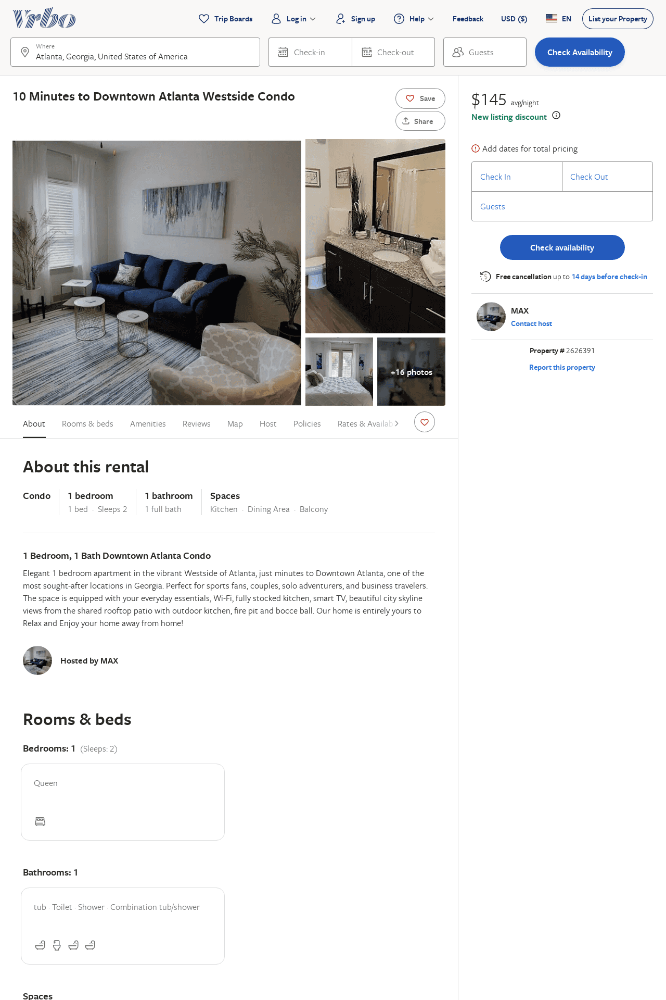 Vrbo
Trip Boards
Log in
Sign up
Help
Feedback
USD ($)
EN
List your Property
Where
Atlanta, Georgia, United States of America
Check-in
Check-out
Guests
Check Availability
10 Minutes to Downtown Atlanta Westside Condo
Save
Share
+16 photos
$145 avg/night
New listing discount
Add dates for total pricing
Check In
Check Out
Guests
Check availability
Free cancellation up to 14 days before check-in
MAX
Contact host
Property # 2626391
Report this property
About
Rooms & beds
Amenities
Reviews
Map
Host
Policies
Rates & Availab
About this rental
Condo
1 bedroom
1 bed · Sleeps 2
1 bathroom
1 full bath
Spaces
Kitchen · Dining Area · Balcony
1 Bedroom, 1 Bath Downtown Atlanta Condo
Elegant 1 bedroom apartment in the vibrant Westside of Atlanta, just minutes to Downtown Atlanta, one of the
most sought-after locations in Georgia. Perfect for sports fans, couples, solo adventurers, and business travelers.
The space is equipped with your everyday essentials, Wi-Fi, fully stocked kitchen, smart TV, beautiful city skyline
views from the shared rooftop patio with outdoor kitchen, fire pit and bocce ball. Our home is entirely yours to
Relax and Enjoy your home away from home!
Hosted by MAX
Rooms & beds
Bedrooms: 1 (Sleeps: 2)
Queen
Bathrooms: 1
tub · Toilet · Shower · Combination tub/shower
Spaces